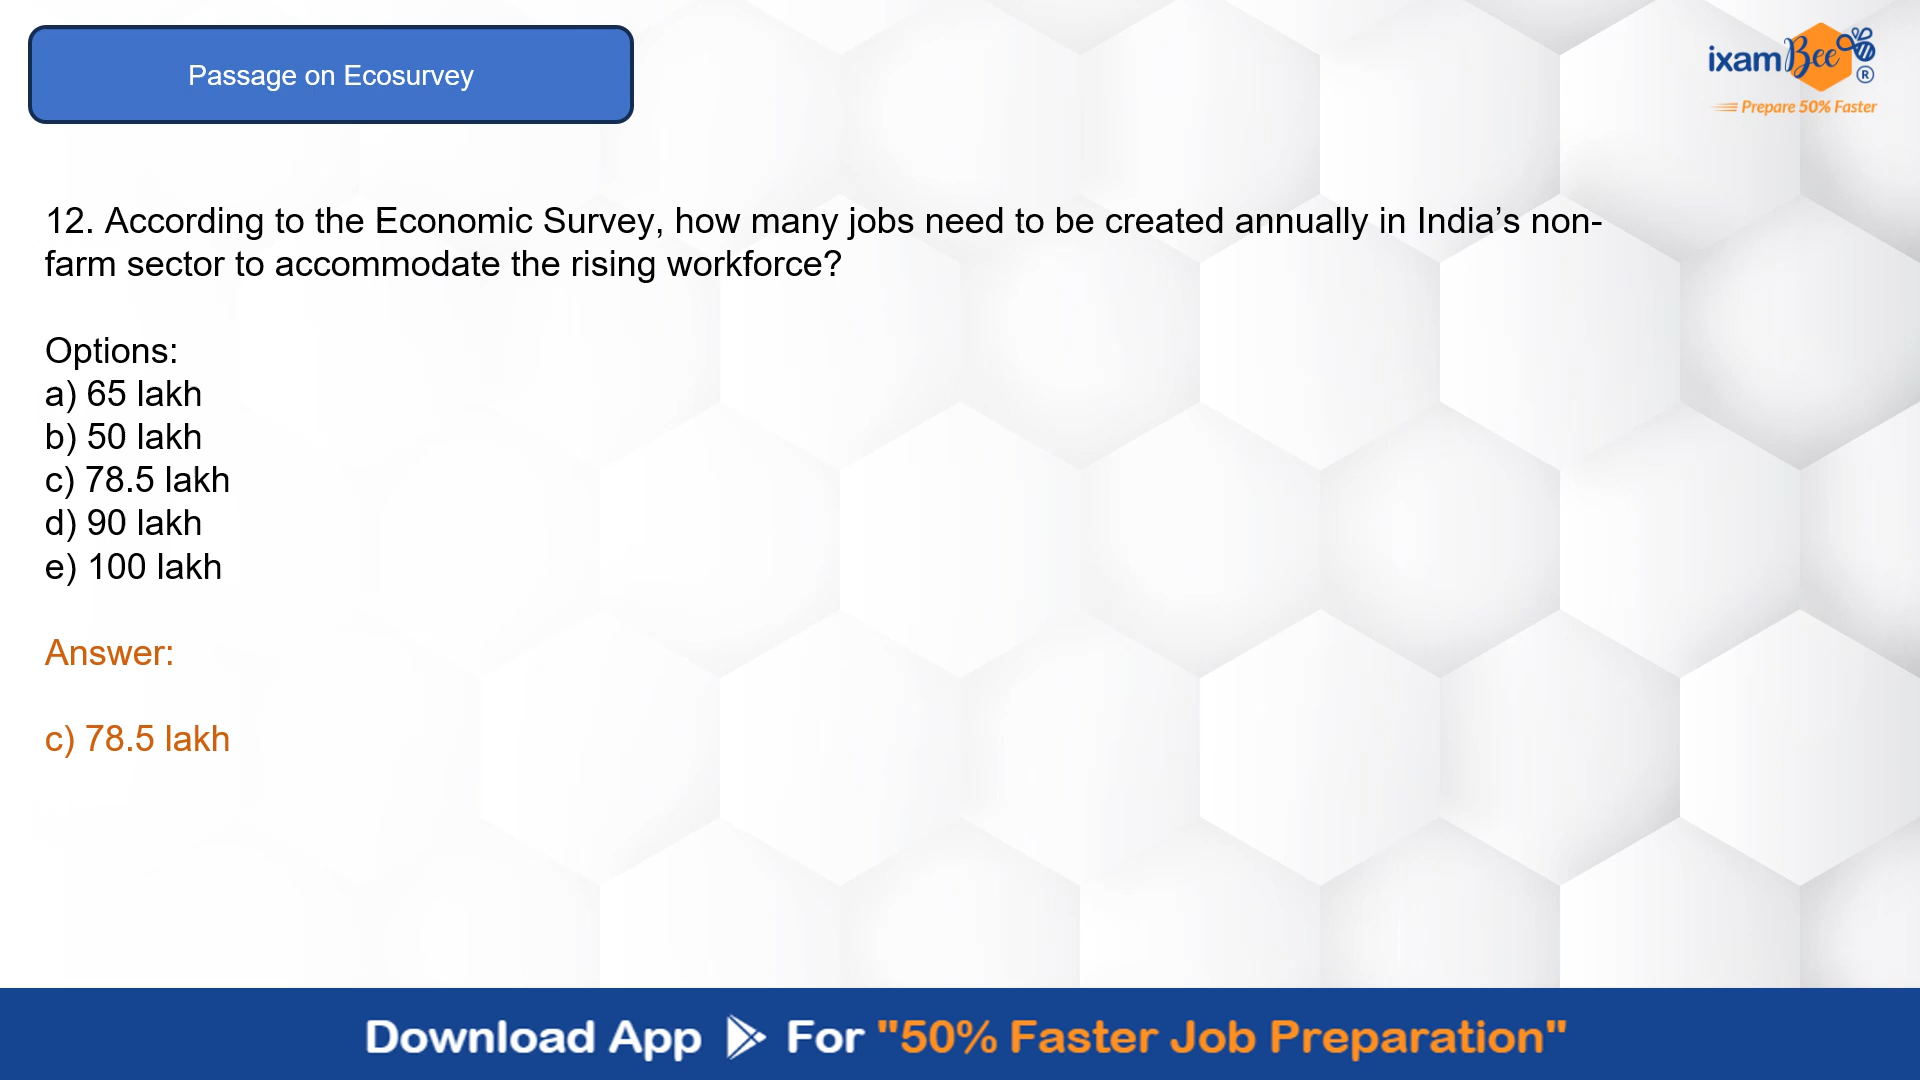 Passage on Ecosurvey
ixamBee®
Prepare 50% Faster
12. According to the Economic Survey, how many jobs need to be created annually in India’s non-
farm sector to accommodate the rising workforce?
Options:
a) 65 lakh
b) 50 lakh
c) 78.5 lakh
d) 90 lakh
e) 100 lakh
Answer:
c) 78.5 lakh
Download App For "50% Faster Job Preparation"